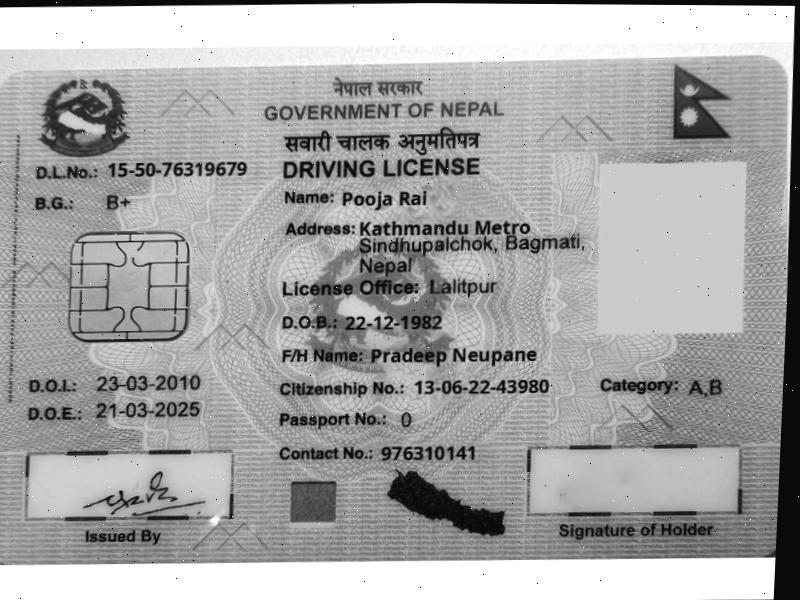 नेपाल सरकार
GOVERNMENT OF NEPAL
सवारी चालक अनुमतिपत्र
DRIVING LICENSE
D.L.No.: 15-50-76319679
B.G.: B+
Name: Pooja Rai
Address: Kathmandu Metro
Sindhupalchok, Bagmati,
Nepal
License Office: Lalitpur
D.O.B.: 22-12-1982
F/H Name: Pradeep Neupane
D.O.I.: 23-03-2010
Citizenship No.: 13-06-22-43980
Category: A,B
D.O.E.: 21-03-2025
Passport No.: 0
Contact No.: 976310141
Issued By
Signature of Holder